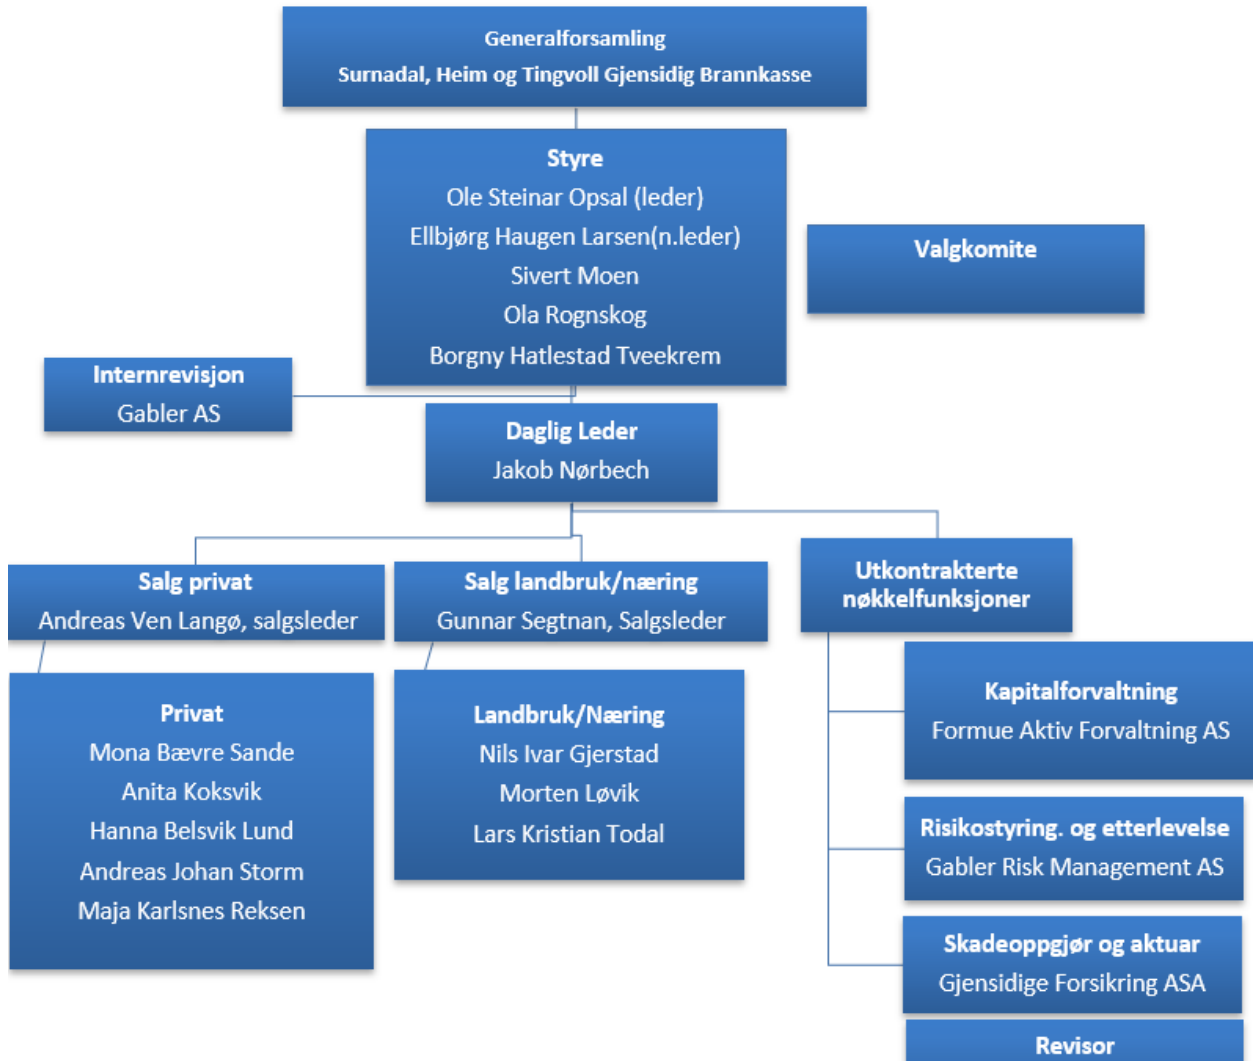 Generalforsamling
Surnadal, Heim og Tingvoll Gjensidig Brannkasse
Styre
Ole Steinar Opsal (leder)
Ellbjørg Haugen Larsen(n.leder)
Sivert Moen
Ola Rognskog
Borgny Hatlestad Tveekrem
Valgkomite
Internrevisjon
Gabler AS
Daglig Leder
Jakob Nørbech
Salg privat
Andreas Ven Langø, salgsleder
Privat
Mona Bævre Sande
Anita Koksvik
Hanna Belsvik Lund
Andreas Johan Storm
Maja Karlsnes Reksen
Salg landbruk/næring
Gunnar Segtnan, Salgsleder
Landbruk/Næring
Nils Ivar Gjerstad
Morten Løvik
Lars Kristian Todal
Utkontrakterte
nøkkelfunksjoner
Kapitalforvaltning
Formue Aktiv Forvaltning AS
Risikostyring. og etterlevelse
Gabler Risk Management AS
Skadeoppgjør og aktuar
Gjensidige Forsikring ASA
Revisor